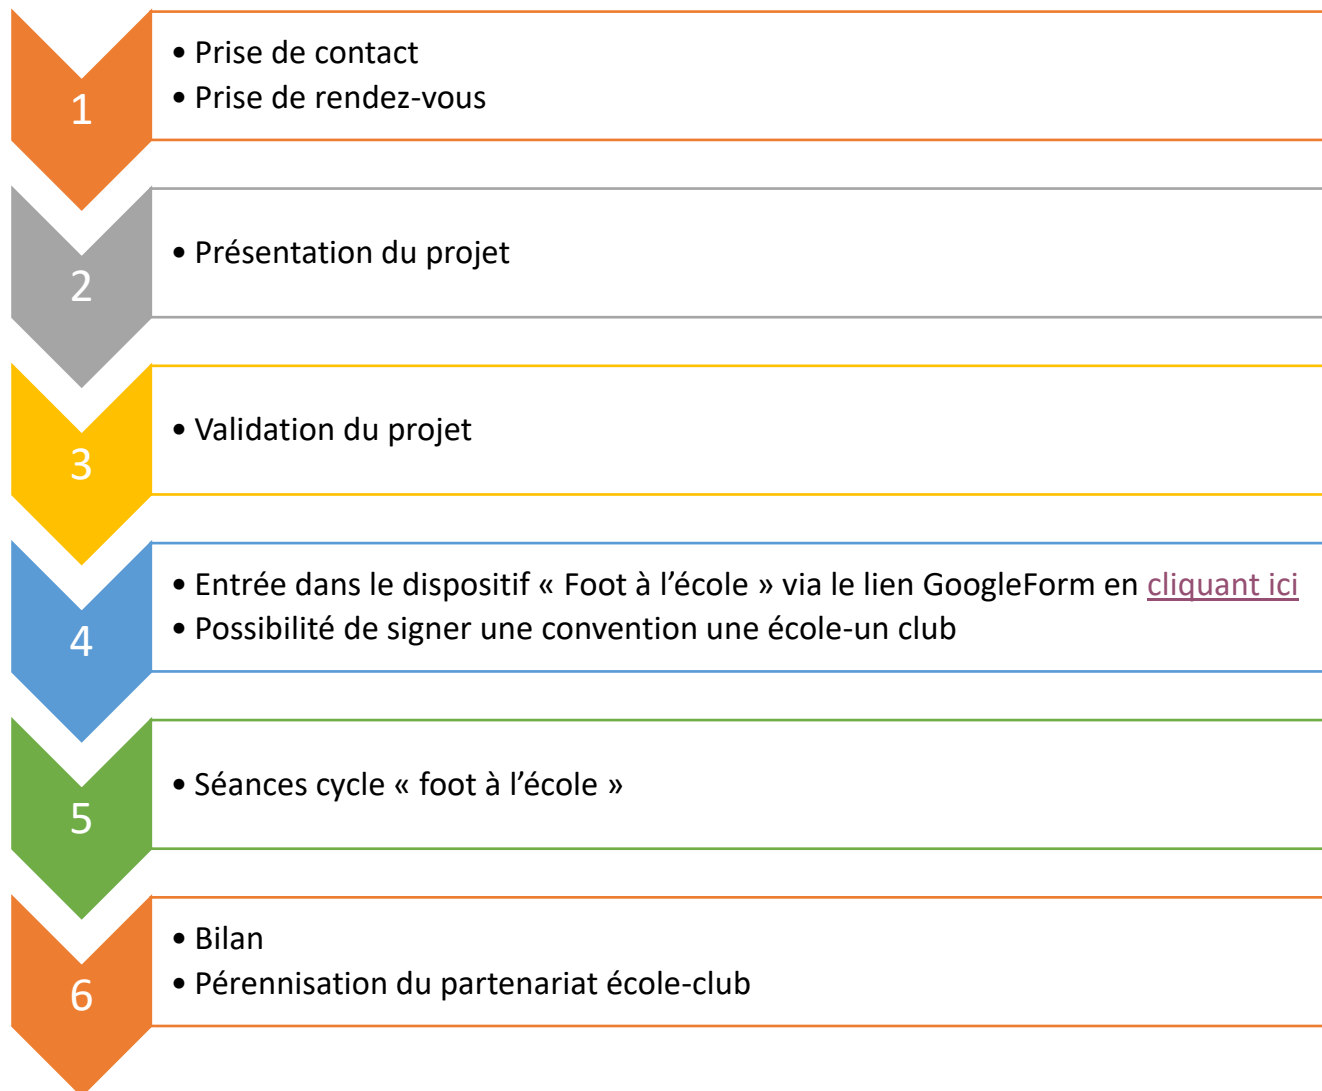 1
• Prise de contact
• Prise de rendez-vous
2
• Présentation du projet
3
• Validation du projet
4
• Entrée dans le dispositif « Foot à l’école » via le lien GoogleForm en cliquant ici
• Possibilité de signer une convention une école-un club
5
• Séances cycle « foot à l’école »
6
• Bilan
• Pérennisation du partenariat école-club